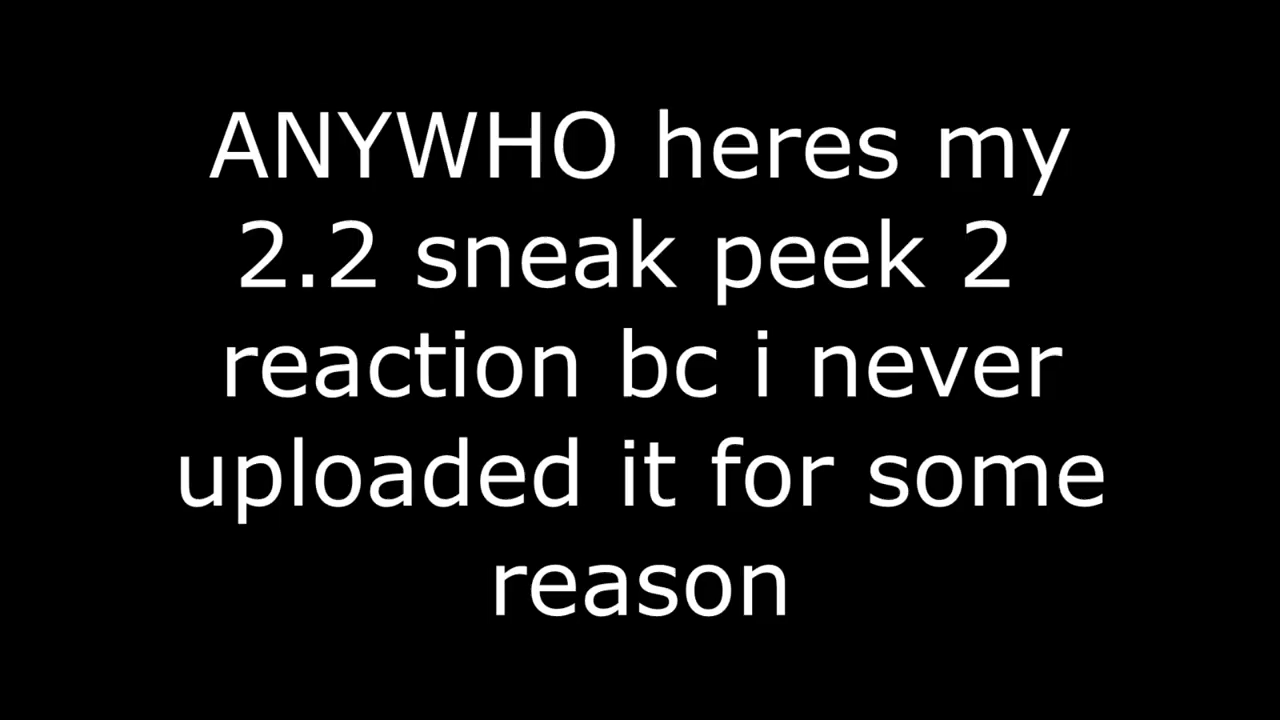 ANYWHO heres my
2.2 sneak peek 2
reaction bc i never
uploaded it for some
reason